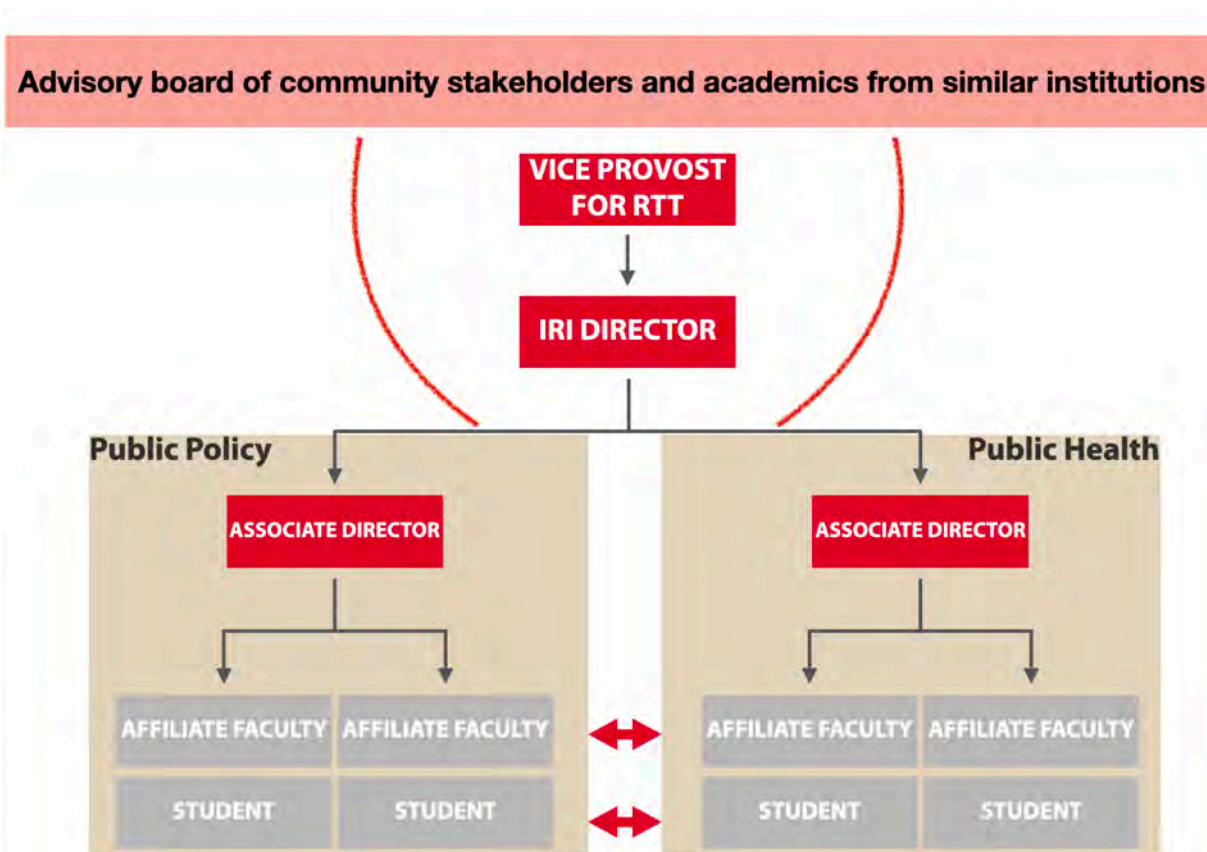 Advisory board of community stakeholders and academics from similar institutions
VICE PROVOST
FOR RTT
IRI DIRECTOR
Public Policy
Public Health
ASSOCIATE DIRECTOR
ASSOCIATE DIRECTOR
AFFILIATE FACULTY
AFFILIATE FACULTY
AFFILIATE FACULTY
AFFILIATE FACULTY
STUDENT
STUDENT
STUDENT
STUDENT